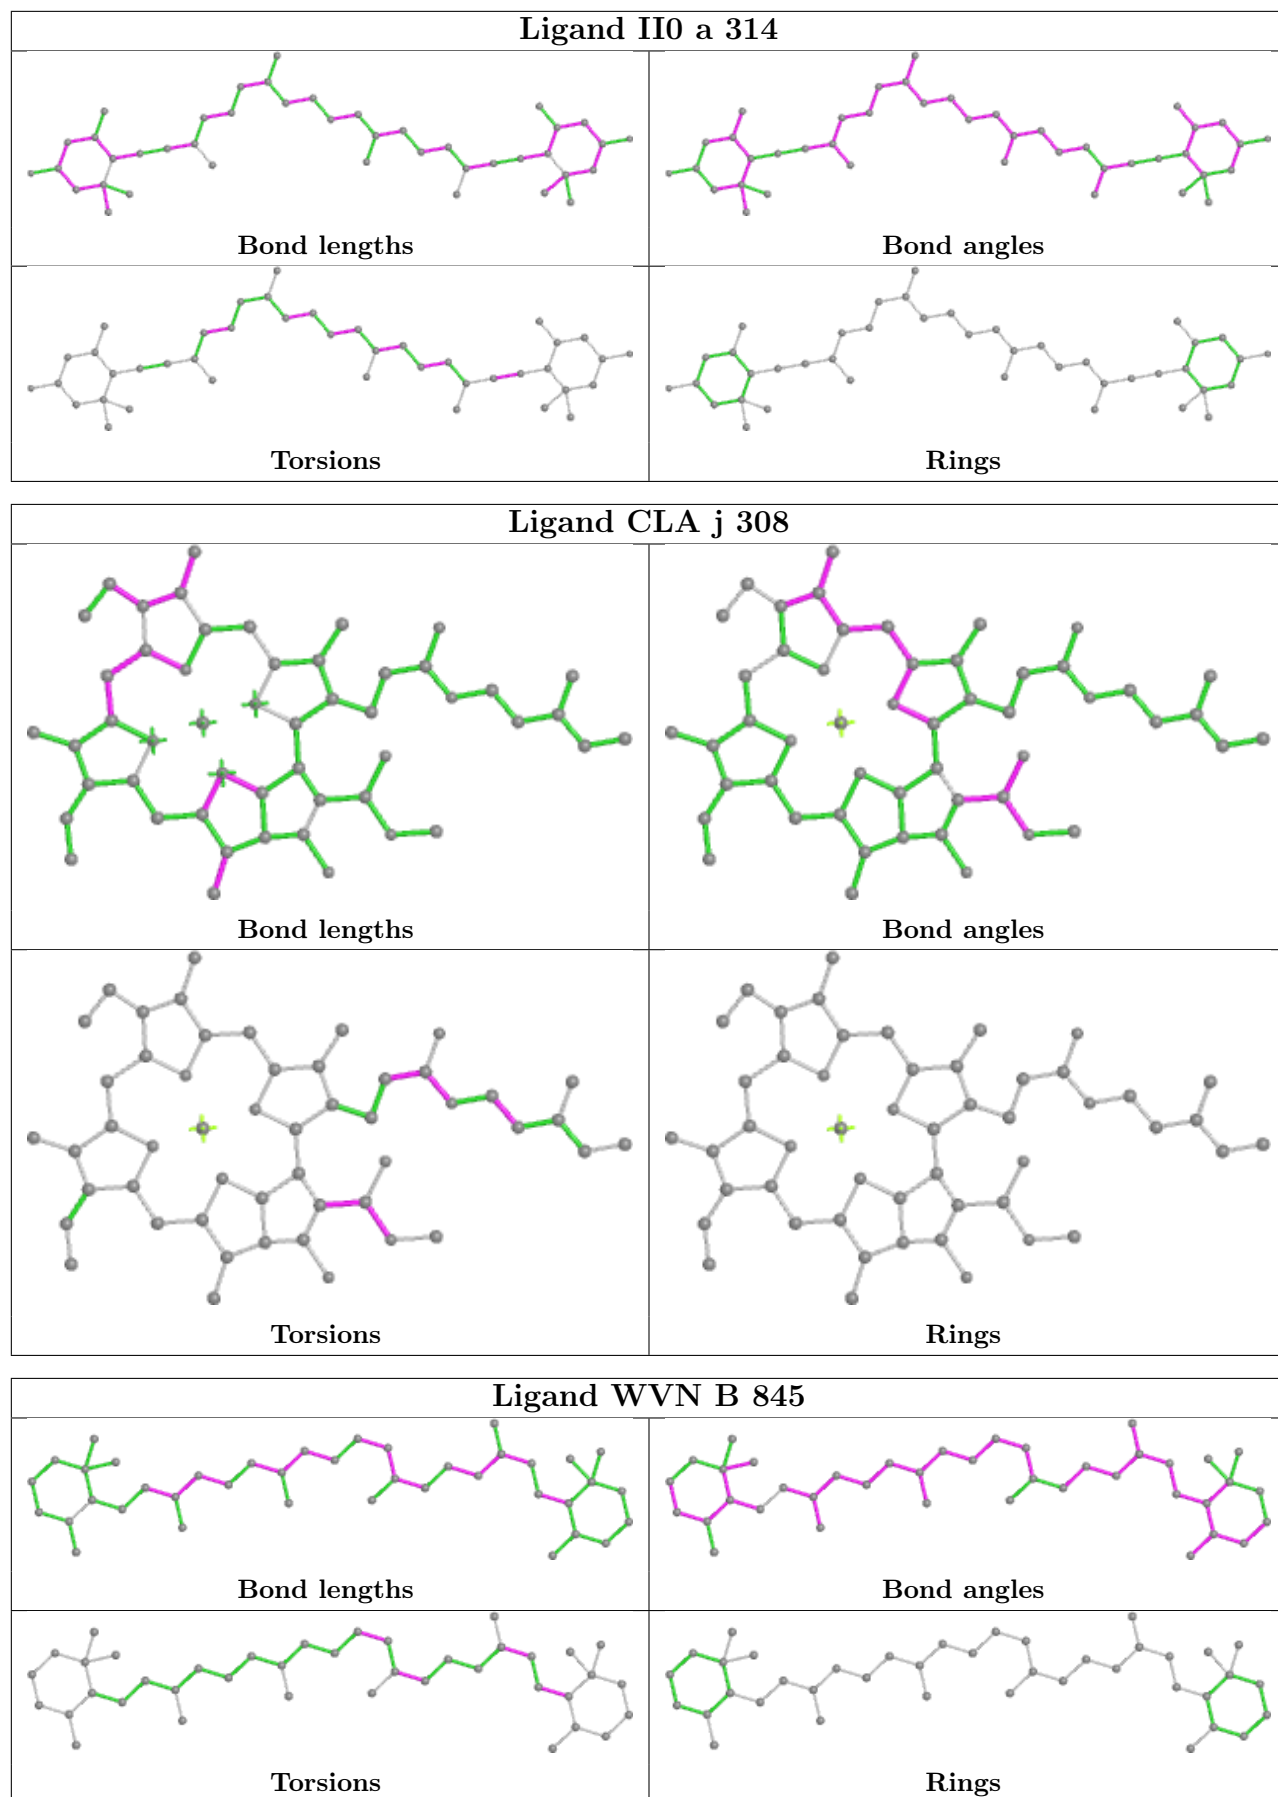 Ligand II0 a 314
Bond lengths
Bond angles
Torsions
Rings
Ligand CLA j 308
Bond lengths
Bond angles
Torsions
Rings
Ligand WVN B 845
Bond lengths
Bond angles
Torsions
Rings